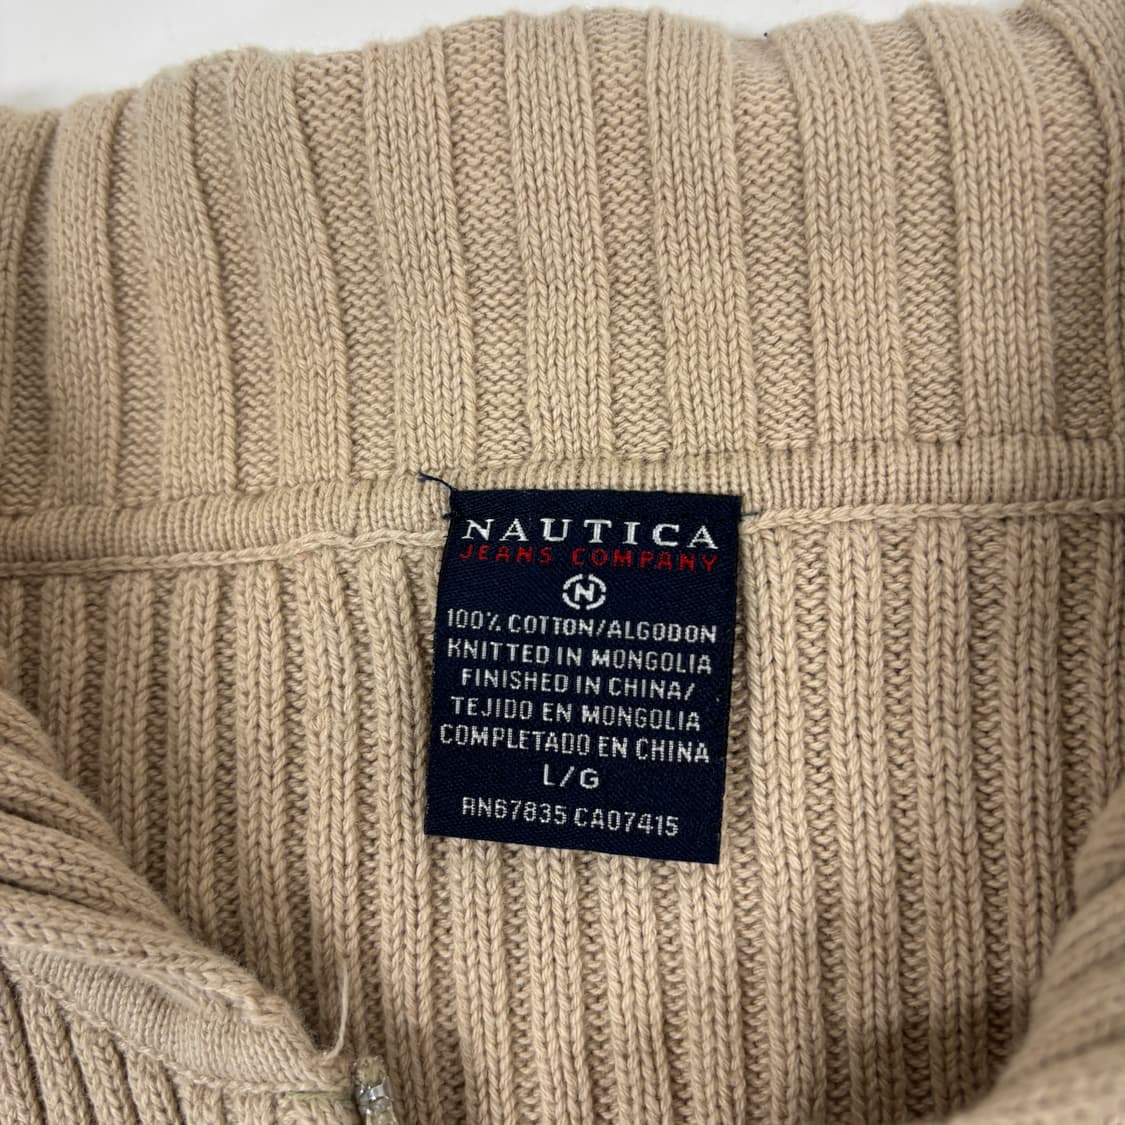 NAUTICA
JEANS COMPANY
N
100% COTTON/ALGODON
KNITTED IN MONGOLIA
FINISHED IN CHINA/
TEJIDO EN MONGOLIA
COMPLETADO EN CHINA
L/G
RN67835 CA07415